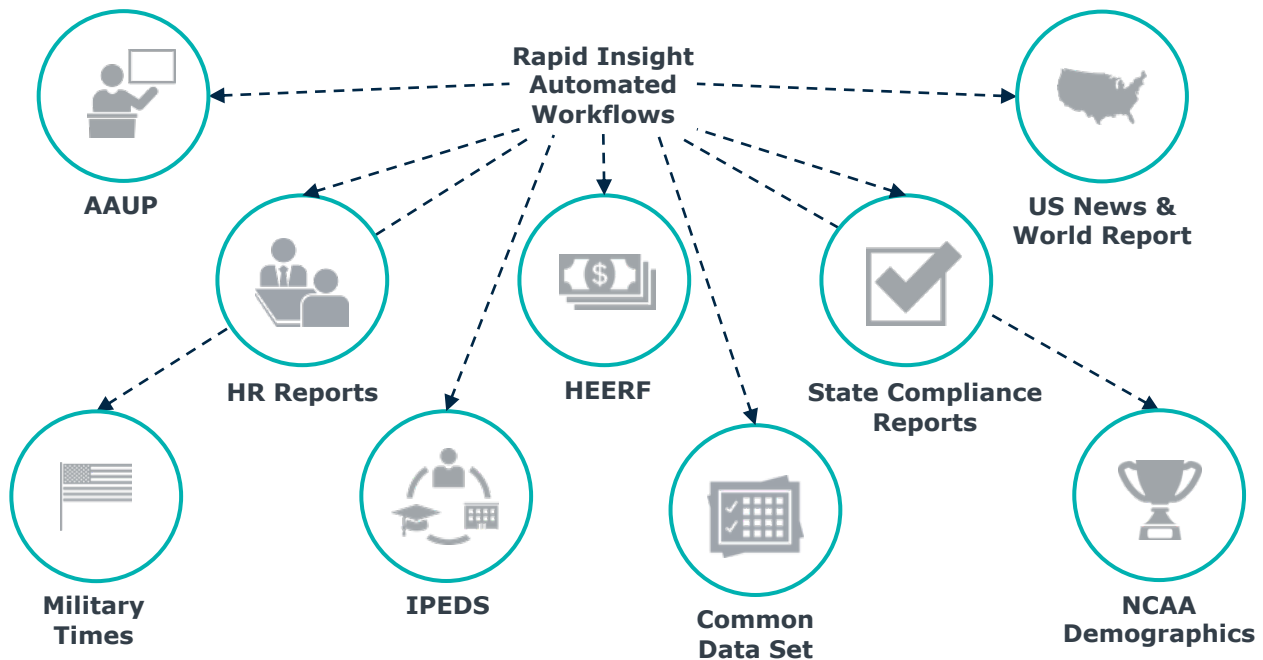 Rapid Insight
Automated
Workflows
AAUP
US News &
World Report
HR Reports
HEERF
State Compliance
Reports
Military
Times
IPEDS
Common
Data Set
NCAA
Demographics